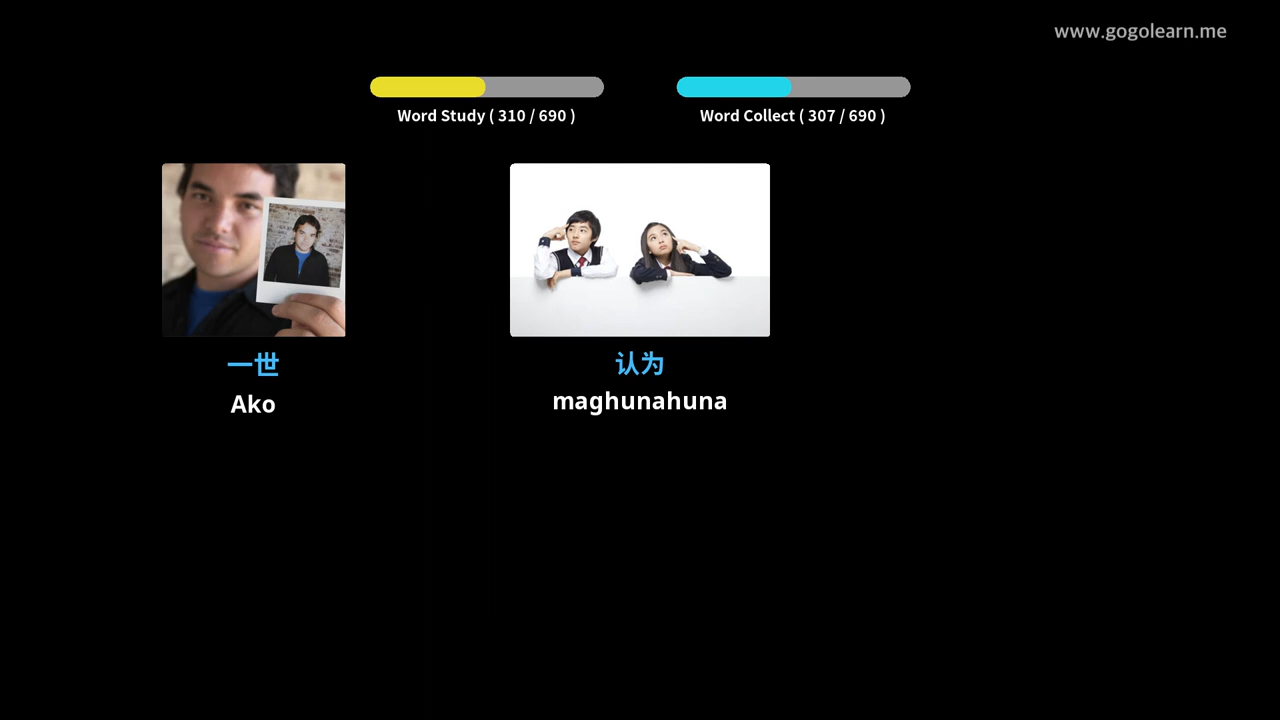 www.gogolearn.me
Word Study ( 310 / 690 )
Word Collect ( 307 / 690 )
一世
Ako
认为
maghunahuna